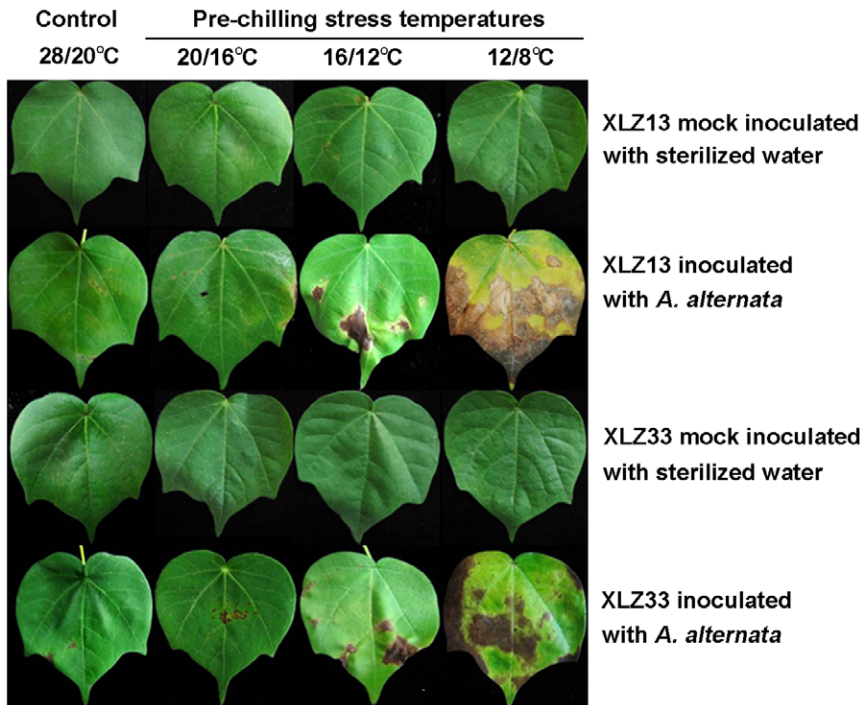 Control
Pre-chilling stress temperatures
28/20°C
20/16°C
16/12°C
12/8°C
XLZ13 mock inoculated
with sterilized water
XLZ13 inoculated
with A. alternata
XLZ33 mock inoculated
with sterilized water
XLZ33 inoculated
with A. alternata